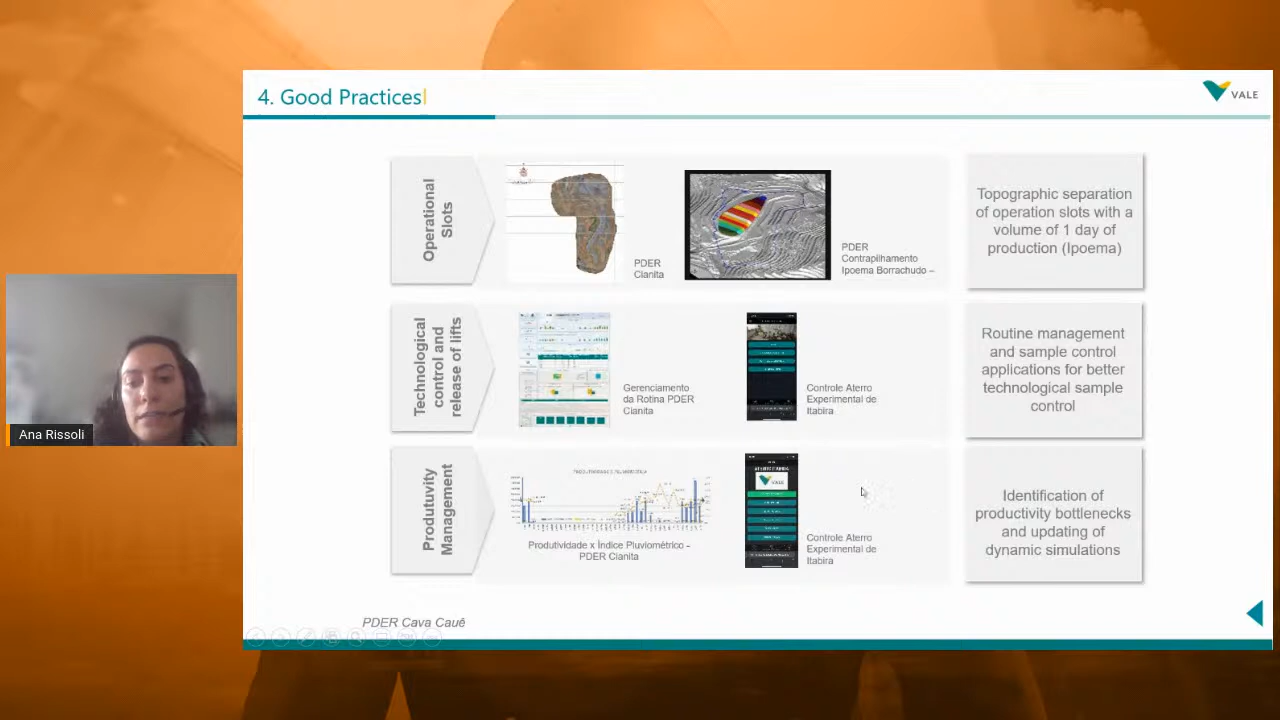 4. Good Practices
VALE
Operational
Slots
PDER
Cianita
PDER
Contrapilhamento
Ipoema Borrachudo –
Topographic separation
of operation slots with a
volume of 1 day of
production (Ipoema)
Technological
control and
release of lifts
Gerenciamento
da Rotina PDER
Cianita
Controle Aterro
Experimental de
Itabira
Routine management
and sample control
applications for better
technological sample
control
Produtivity
Management
Produtividade x Índice Pluviométrico –
PDER Cianita
VALE
Controle Aterro
Experimental de
Itabira
Identification of
productivity bottlenecks
and updating of
dynamic simulations
Ana Rissoli
PDER Cava Cauê